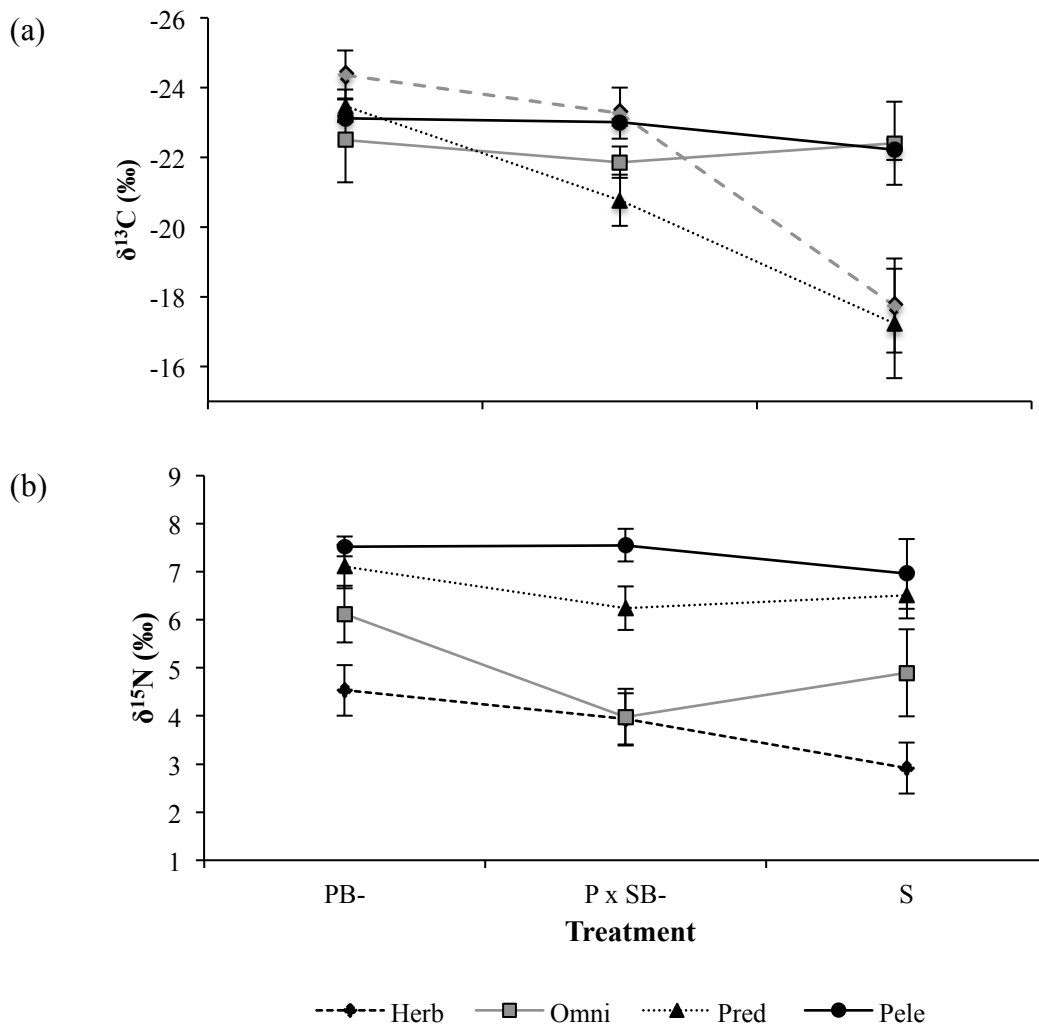 (a)
δ13C (‰)
-26
-24
-22
-20
-18
-16
(b)
δ15N (‰)
9
8
7
6
5
4
3
2
1
PB- P x SB- S
Treatment
Herb Omni Pred Pele